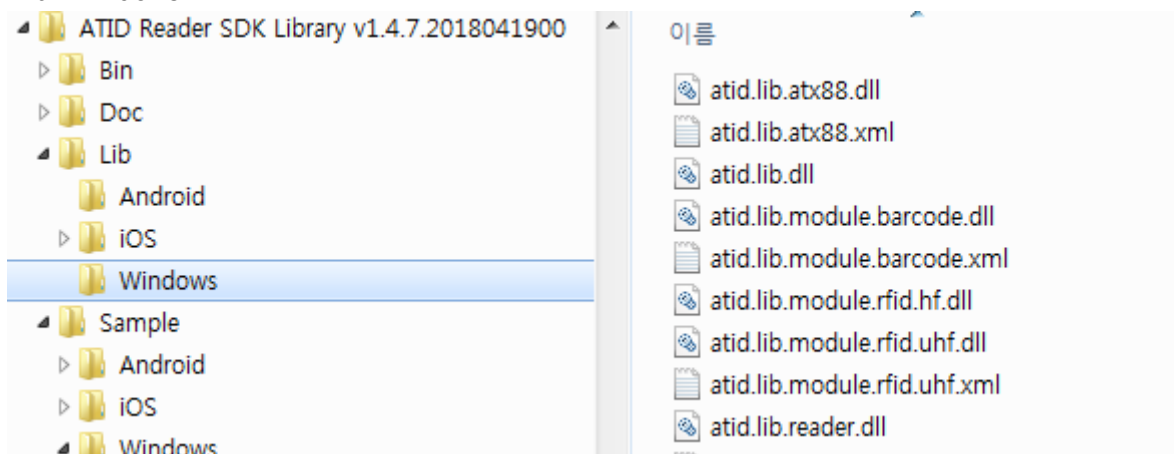 ATID Reader SDK Library v1.4.7.2018041900
Bin
Doc
Lib
Android
iOS
Windows
Sample
Android
iOS
Windows
이름
atid.lib.atx88.dll
atid.lib.atx88.xml
atid.lib.dll
atid.lib.module.barcode.dll
atid.lib.module.barcode.xml
atid.lib.module.rfid.hf.dll
atid.lib.module.rfid.uhf.dll
atid.lib.module.rfid.uhf.xml
atid.lib.reader.dll